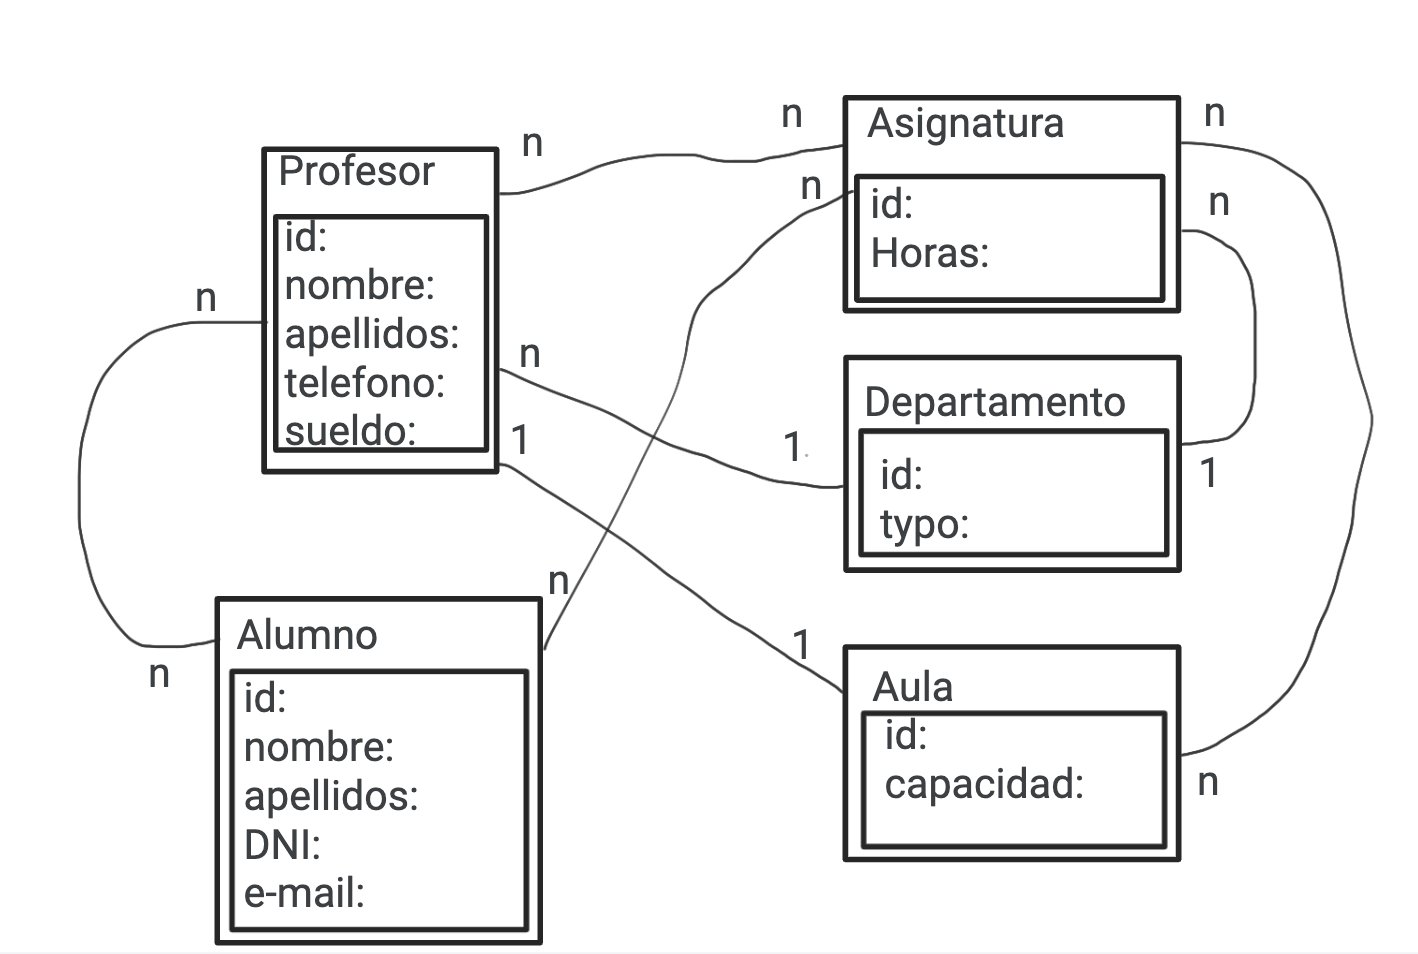 Profesor
id:
nombre:
apellidos:
telefono:
sueldo:
n
n
n
1
Asignatura
id:
Horas:
n
n
n
n
Departamento
id:
typo:
1
1
Alumno
id:
nombre:
apellidos:
DNI:
e-mail:
n
n
Aula
id:
capacidad:
1
n